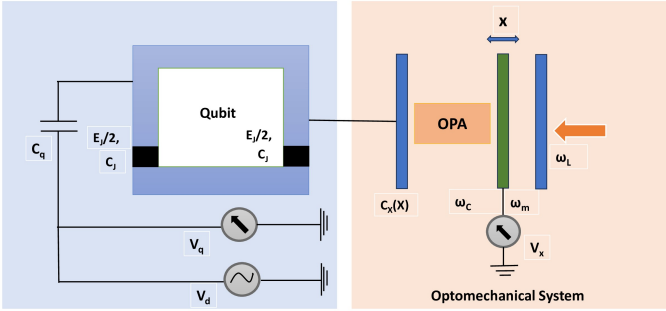 Qubit
E_J/2,
C_J
E_J/2,
C_J
C_q
V_q
V_d
x
OPA
ω_L
C_X(X)
ω_C
ω_m
V_x
Optomechanical System